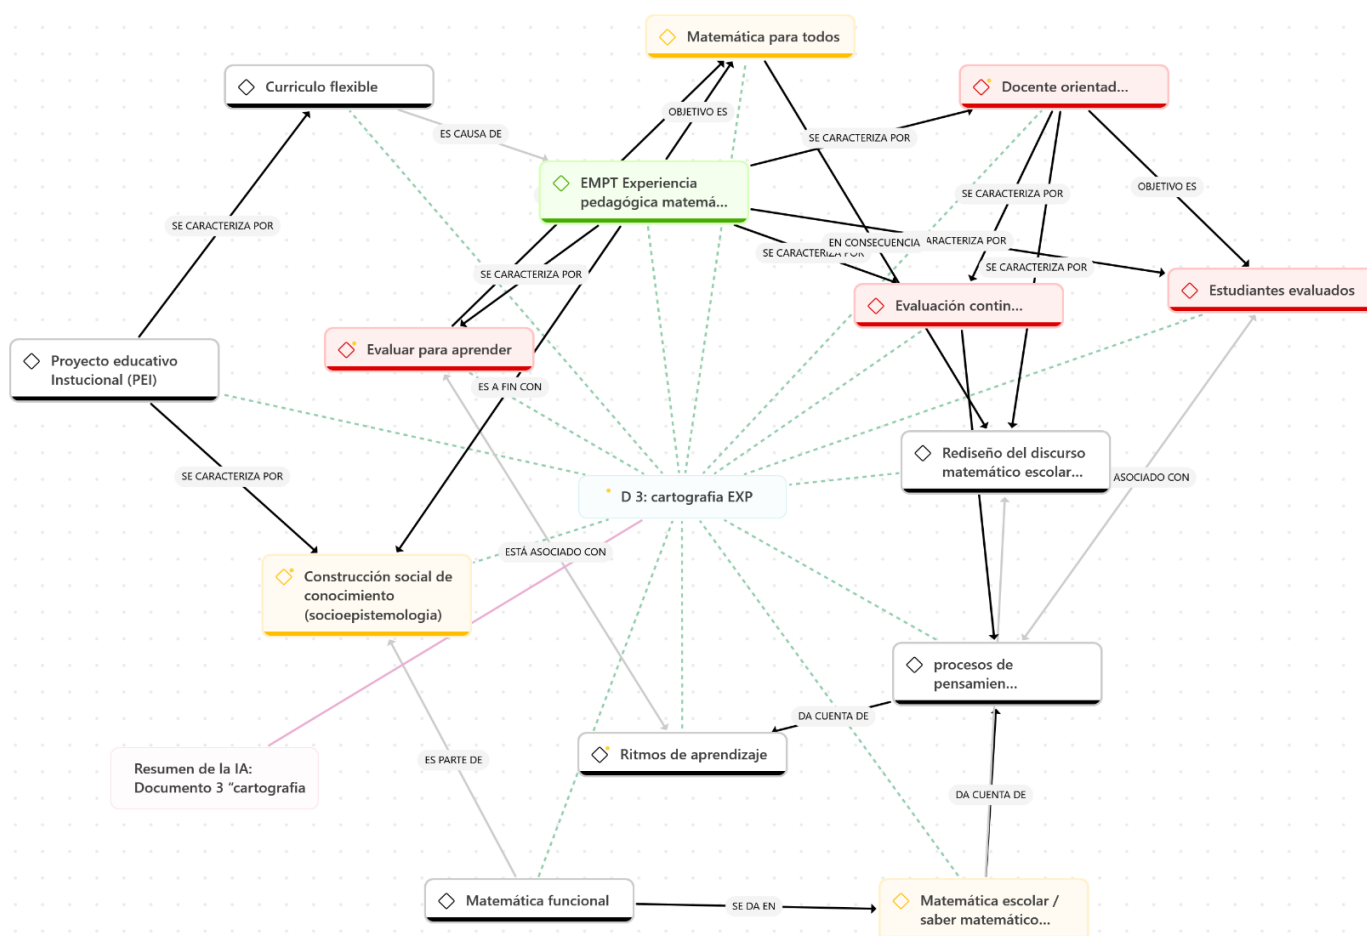 Matemática para todos
Curriculo flexible
Docente orientad...
OBJETIVO ES
ES CAUSA DE
SE CARACTERIZA POR
EMPT Experiencia
pedagógica matemá...
SE CARACTERIZA POR
OBJETIVO ES
SE CARACTERIZA POR
EN CONSECUENCIA
ARACTERIZA POR
SE CARACTERIZA POR
SE CARACTERIZA POR
SE CARACTERIZA POR
Estudiantes evaluados
Evaluación contin...
Evaluar para aprender
Proyecto educativo
Instucional (PEI)
ES A FIN CON
Rediseño del discurso
matemático escolar...
SE CARACTERIZA POR
ASOCIADO CON
D 3: cartografia EXP
ESTÁ ASOCIADO CON
Construcción social de
conocimiento
(socioepistemologia)
procesos de
pensamien...
DA CUENTA DE
Ritmos de aprendizaje
Resumen de la IA:
Documento 3 “cartografia
ES PARTE DE
DA CUENTA DE
Matemática funcional
SE DA EN
Matemática escolar /
saber matemático...